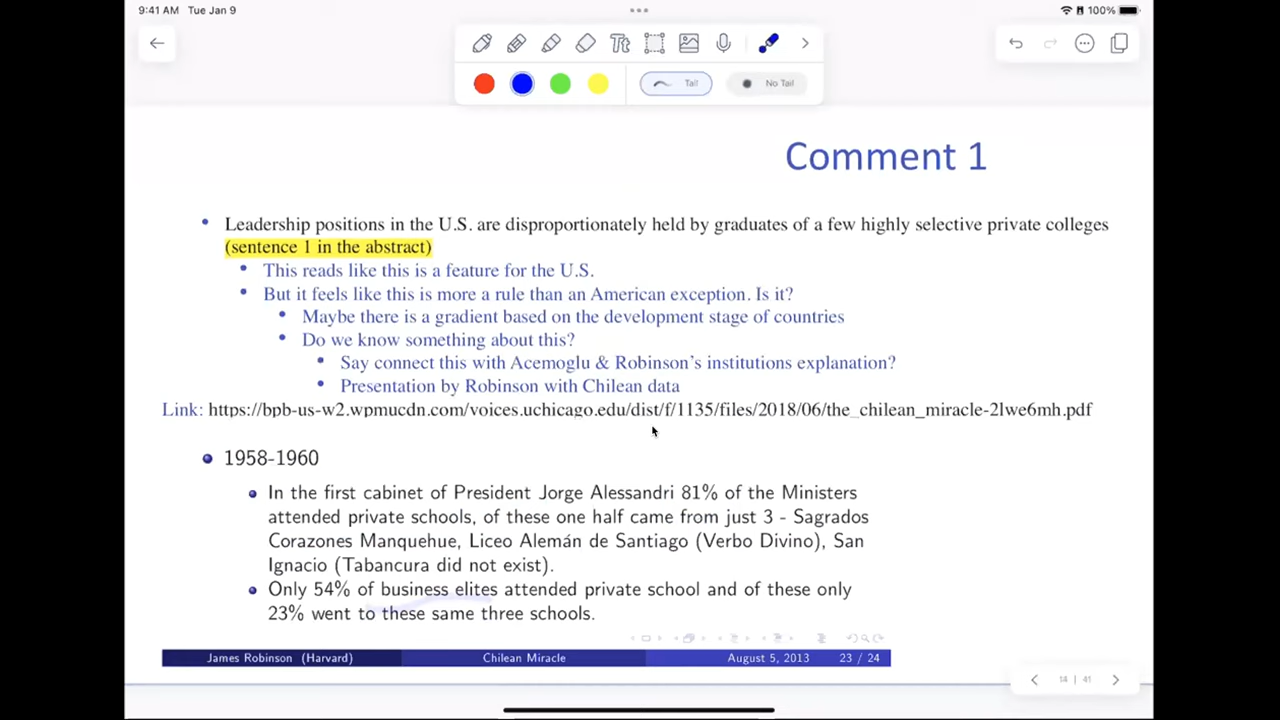 9:41 AM Tue Jan 9
100%
Tt
Tail
No Tail
Comment 1
• Leadership positions in the U.S. are disproportionately held by graduates of a few highly selective private colleges
(sentence 1 in the abstract)
• This reads like this is a feature for the U.S.
• But it feels like this is more a rule than an American exception. Is it?
• Maybe there is a gradient based on the development stage of countries
• Do we know something about this?
• Say connect this with Acemoglu & Robinson's institutions explanation?
• Presentation by Robinson with Chilean data
Link: https://bpb-us-w2.wpmucdn.com/voices.uchicago.edu/dist/f/1135/files/2018/06/the_chilean_miracle-2lwe6mh.pdf
• 1958-1960
• In the first cabinet of President Jorge Alessandri 81% of the Ministers
attended private schools, of these one half came from just 3 - Sagrados
Corazones Manquehue, Liceo Alemán de Santiago (Verbo Divino), San
Ignacio (Tabancura did not exist).
• Only 54% of business elites attended private school and of these only
23% went to these same three schools.
James Robinson (Harvard) Chilean Miracle August 5, 2013 23 / 24
14 | 41